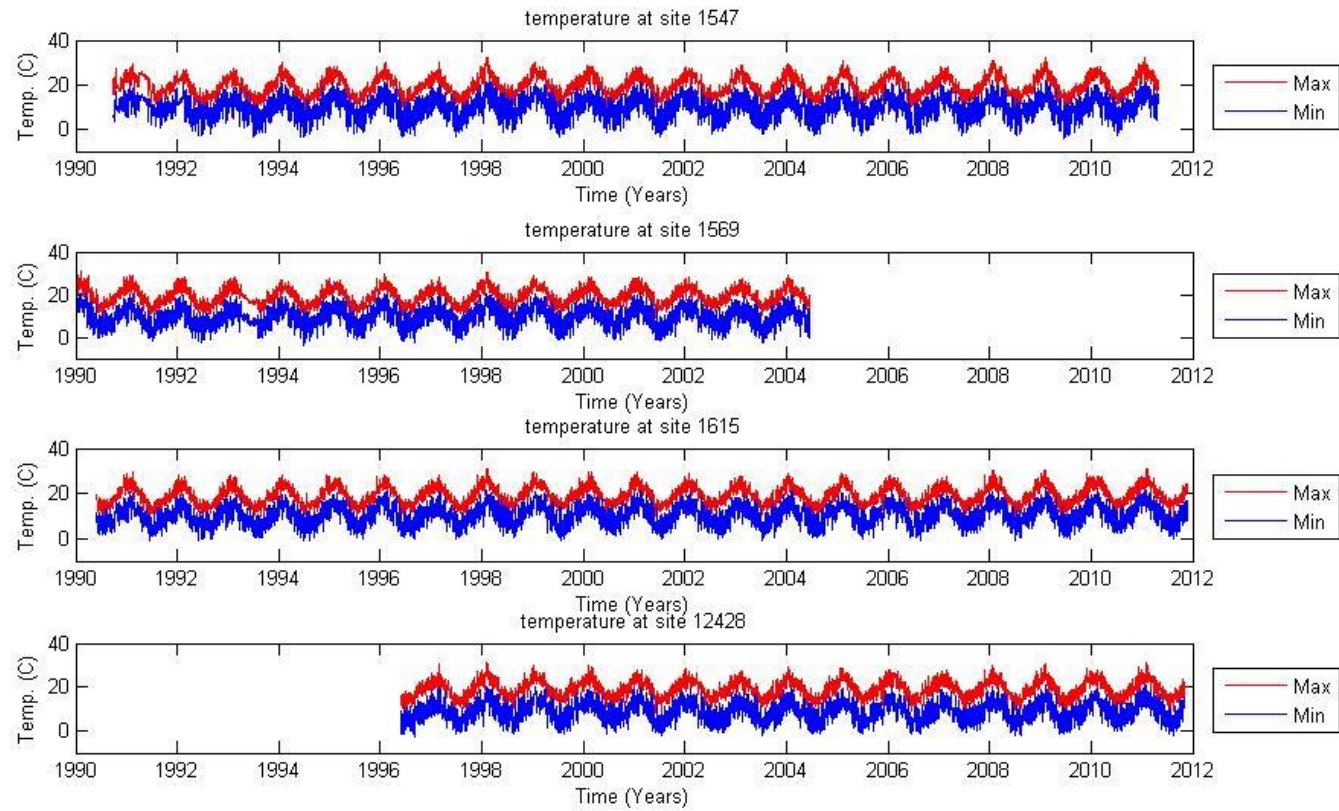 temperature at site 1547
40
20
0
Temp. (C)
Max
Min
1990 1992 1994 1996 1998 2000 2002 2004 2006 2008 2010 2012
Time (Years)
temperature at site 1569
40
20
0
Temp. (C)
Max
Min
1990 1992 1994 1996 1998 2000 2002 2004 2006 2008 2010 2012
Time (Years)
temperature at site 1615
40
20
0
Temp. (C)
Max
Min
1990 1992 1994 1996 1998 2000 2002 2004 2006 2008 2010 2012
Time (Years)
temperature at site 12428
40
20
0
Temp. (C)
Max
Min
1990 1992 1994 1996 1998 2000 2002 2004 2006 2008 2010 2012
Time (Years)